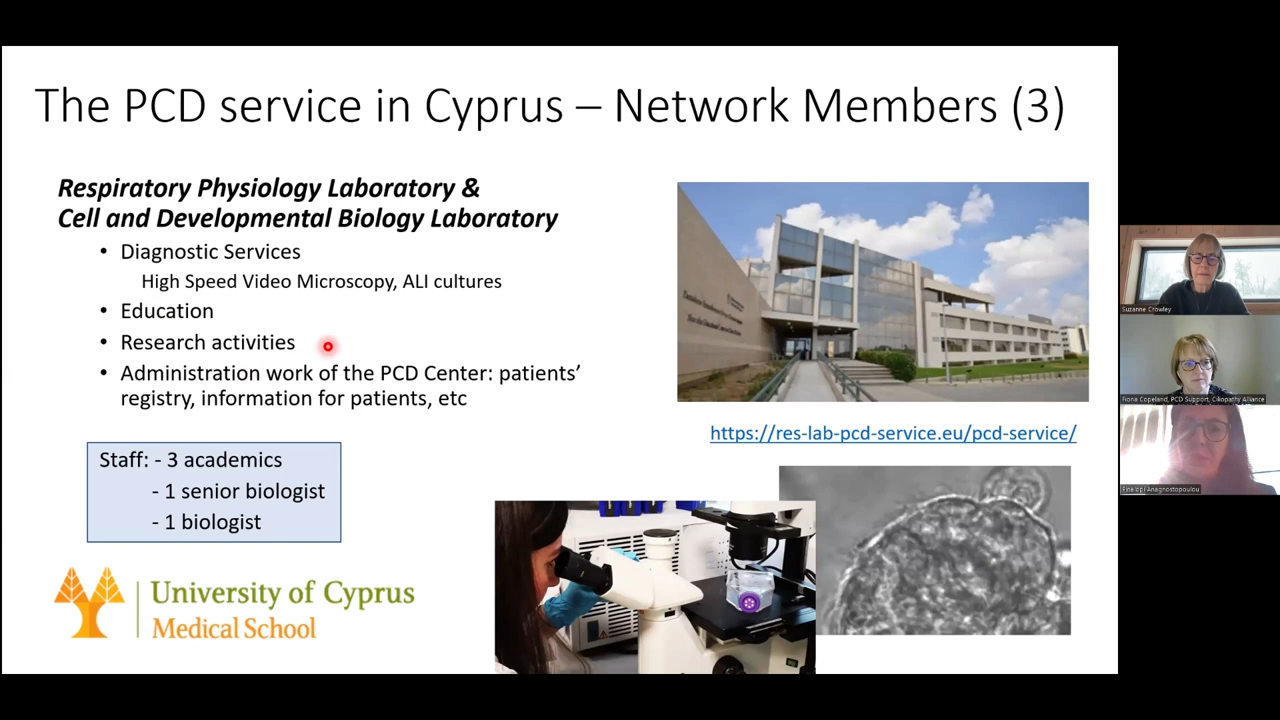 The PCD service in Cyprus – Network Members (3)
Respiratory Physiology Laboratory &
Cell and Developmental Biology Laboratory
• Diagnostic Services
High Speed Video Microscopy, ALI cultures
• Education
• Research activities
• Administration work of the PCD Center: patients’
registry, information for patients, etc
Staff: - 3 academics
- 1 senior biologist
- 1 biologist
University of Cyprus
Medical School
https://res-lab-pcd-service.eu/pcd-service/
Suzanne Crowley
Fiona Copeland, PCD Support, Ciliopathy Alliance
Anagnostopoulou